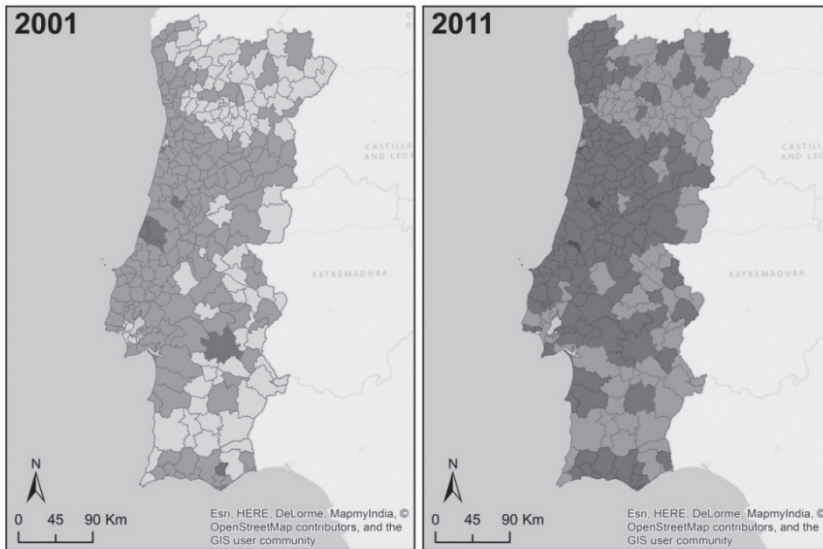 2001
CASTILLA
AND LEO
EXTREMADURA
N
0 45 90 Km
Esri, HERE, DeLorme, MapmyIndia, ©
OpenStreetMap contributors, and the
GIS user community
2011
CASTILLA
AND LEO
EXTREMADURA
N
0 45 90 Km
Esri, HERE, DeLorme, MapmyIndia, ©
OpenStreetMap contributors, and the
GIS user community